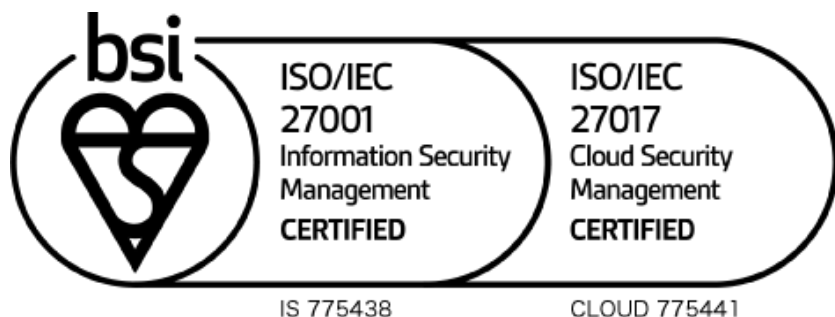 bsi
ISO/IEC
27001
Information Security
Management
CERTIFIED
IS 775438
ISO/IEC
27017
Cloud Security
Management
CERTIFIED
CLOUD 775441